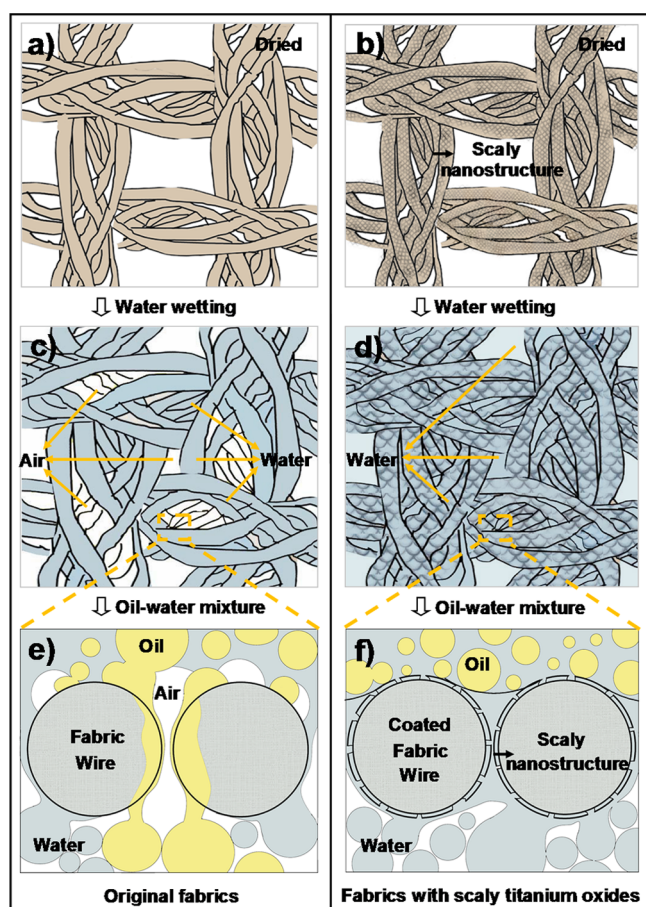 a)
Dried
b)
Dried
Scaly
nanostructure
Water wetting
Water wetting
c)
Air
Water
d)
Water
Oil-water mixture
Oil-water mixture
e)
Oil
Air
Fabric
Wire
Water
f)
Oil
Coated
Fabric
Wire
Scaly
nanostructure
Water
Original fabrics
Fabrics with scaly titanium oxides